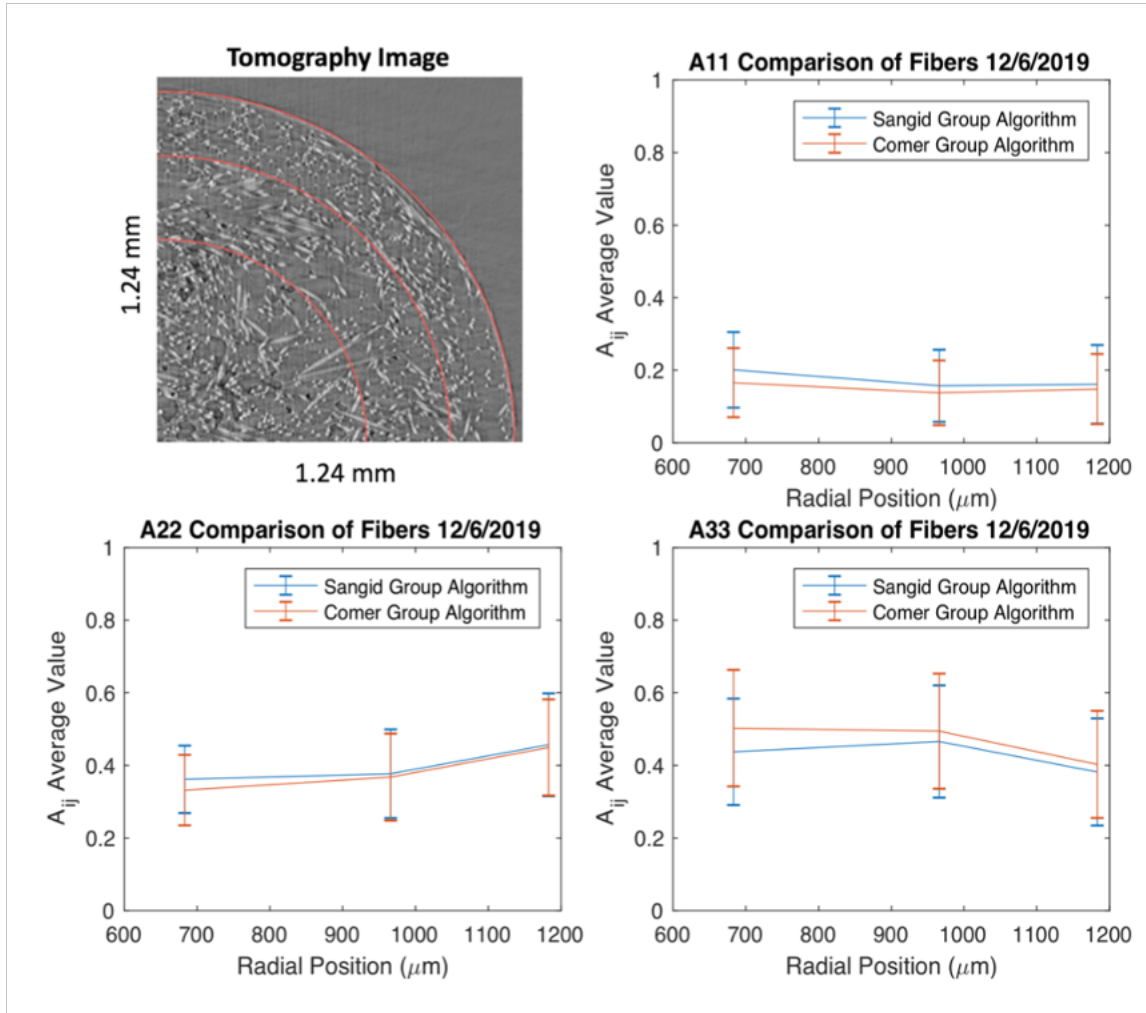 Tomography Image
1.24 mm
1.24 mm
A11 Comparison of Fibers 12/6/2019
Sangid Group Algorithm
Comer Group Algorithm
A_ij Average Value
1
0.8
0.6
0.4
0.2
0
600 700 800 900 1000 1100 1200
Radial Position (μm)
A22 Comparison of Fibers 12/6/2019
Sangid Group Algorithm
Comer Group Algorithm
A_ij Average Value
1
0.8
0.6
0.4
0.2
0
600 700 800 900 1000 1100 1200
Radial Position (μm)
A33 Comparison of Fibers 12/6/2019
Sangid Group Algorithm
Comer Group Algorithm
A_ij Average Value
1
0.8
0.6
0.4
0.2
0
600 700 800 900 1000 1100 1200
Radial Position (μm)